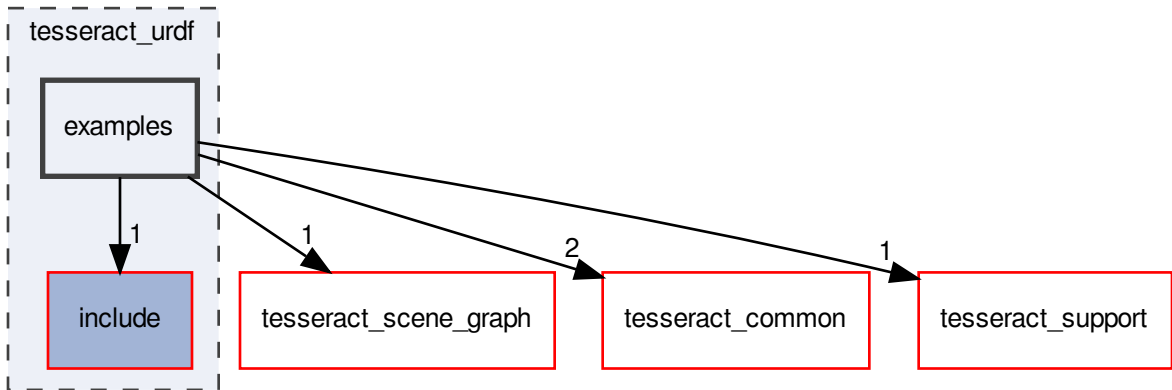 tesseract_urdf
examples
1
1
2
1
include
tesseract_scene_graph
tesseract_common
tesseract_support